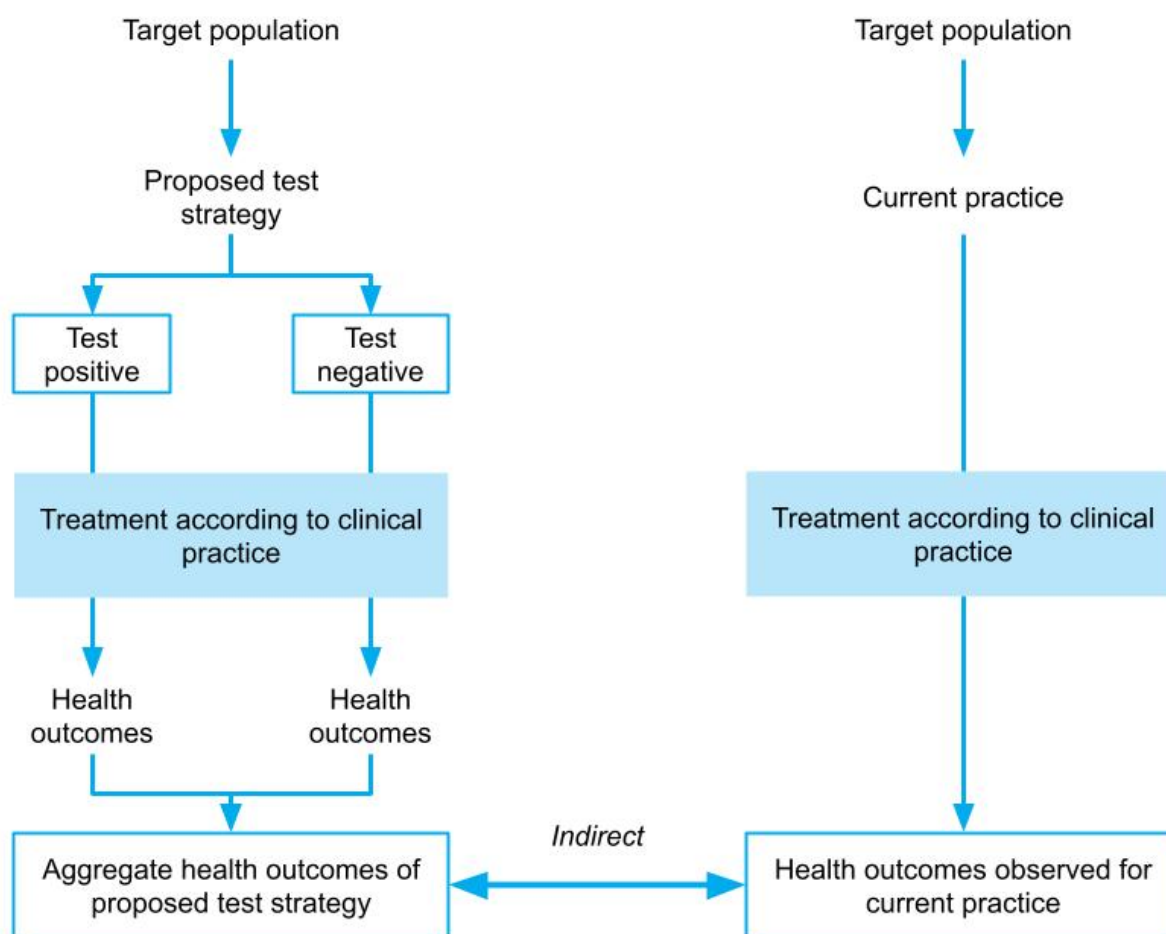 Target population
Proposed test
strategy
Test
positive
Test
negative
Treatment according to clinical
practice
Health
outcomes
Health
outcomes
Aggregate health outcomes of
proposed test strategy
Indirect
Target population
Current practice
Treatment according to clinical
practice
Health outcomes observed for
current practice